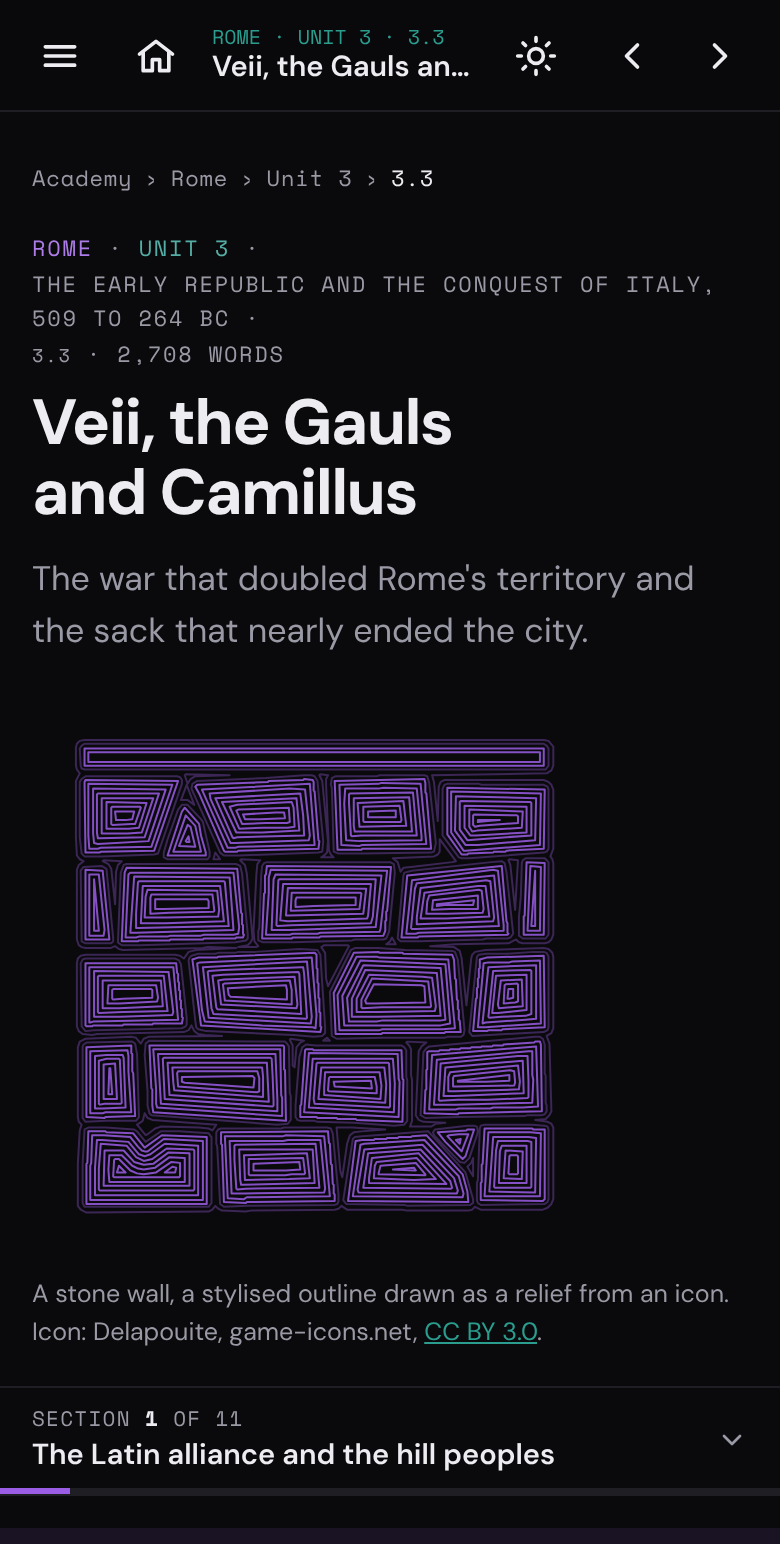 ROME · UNIT 3 · 3.3
Veii, the Gauls an…
Academy › Rome › Unit 3 › 3.3
ROME · UNIT 3 ·
THE EARLY REPUBLIC AND THE CONQUEST OF ITALY,
509 TO 264 BC ·
3.3 · 2,708 WORDS
Veii, the Gauls
and Camillus
The war that doubled Rome's territory and
the sack that nearly ended the city.
A stone wall, a stylised outline drawn as a relief from an icon.
Icon: Delapouite, game-icons.net, CC BY 3.0.
SECTION 1 OF 11
The Latin alliance and the hill peoples